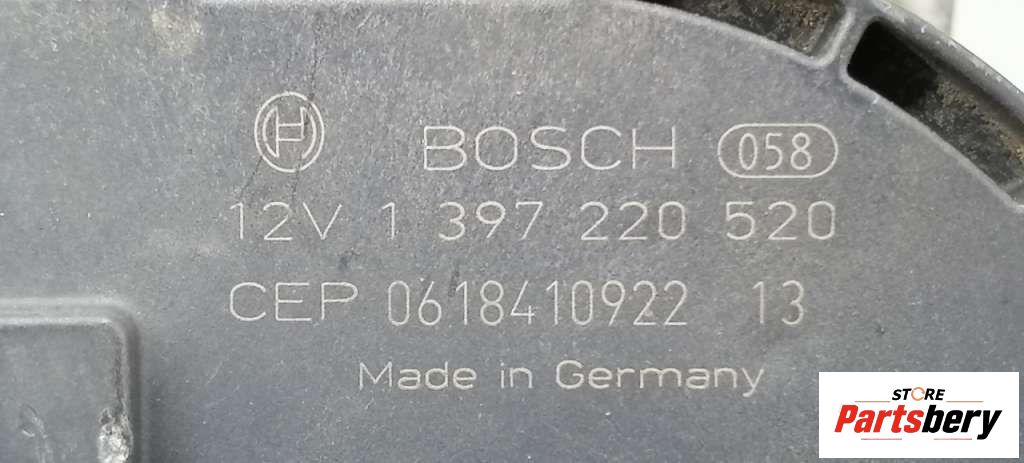 BOSCH 058
12V 1 397 220 520
CEP 0618410922 13
Made in Germany
STORE
Partsbery